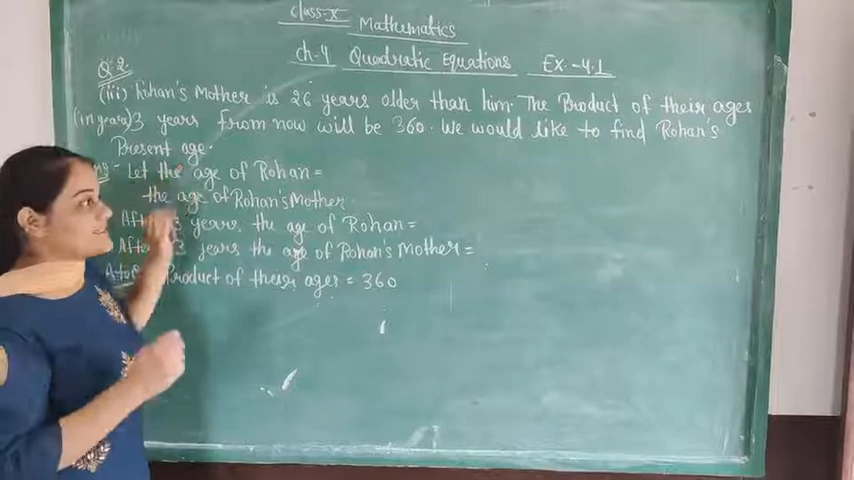 Class-X Mathematics
Ch-4 Quadratic Equations Ex-4.1
Q.2.
(iii) Rohan's Mother is 26 years older than him. The Product of their ages
(in years) 3 years from now will be 360. We would like to find Rohan's
Present age.
Let the age of Rohan =
the age of Rohan's Mother
After 3 years, the age of Rohan =
After 3 years the age of Rohan's Mother =
Product of their ages = 360